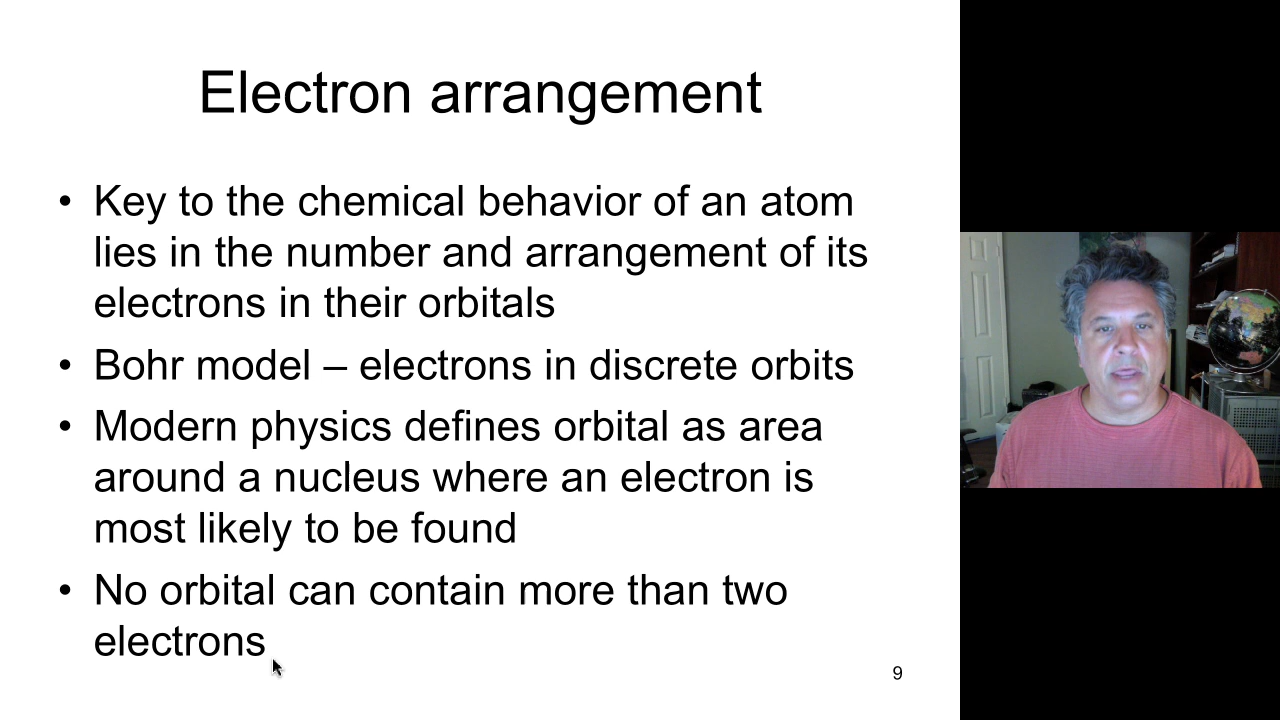 Electron arrangement
• Key to the chemical behavior of an atom
lies in the number and arrangement of its
electrons in their orbitals
• Bohr model – electrons in discrete orbits
• Modern physics defines orbital as area
around a nucleus where an electron is
most likely to be found
• No orbital can contain more than two
electrons
9